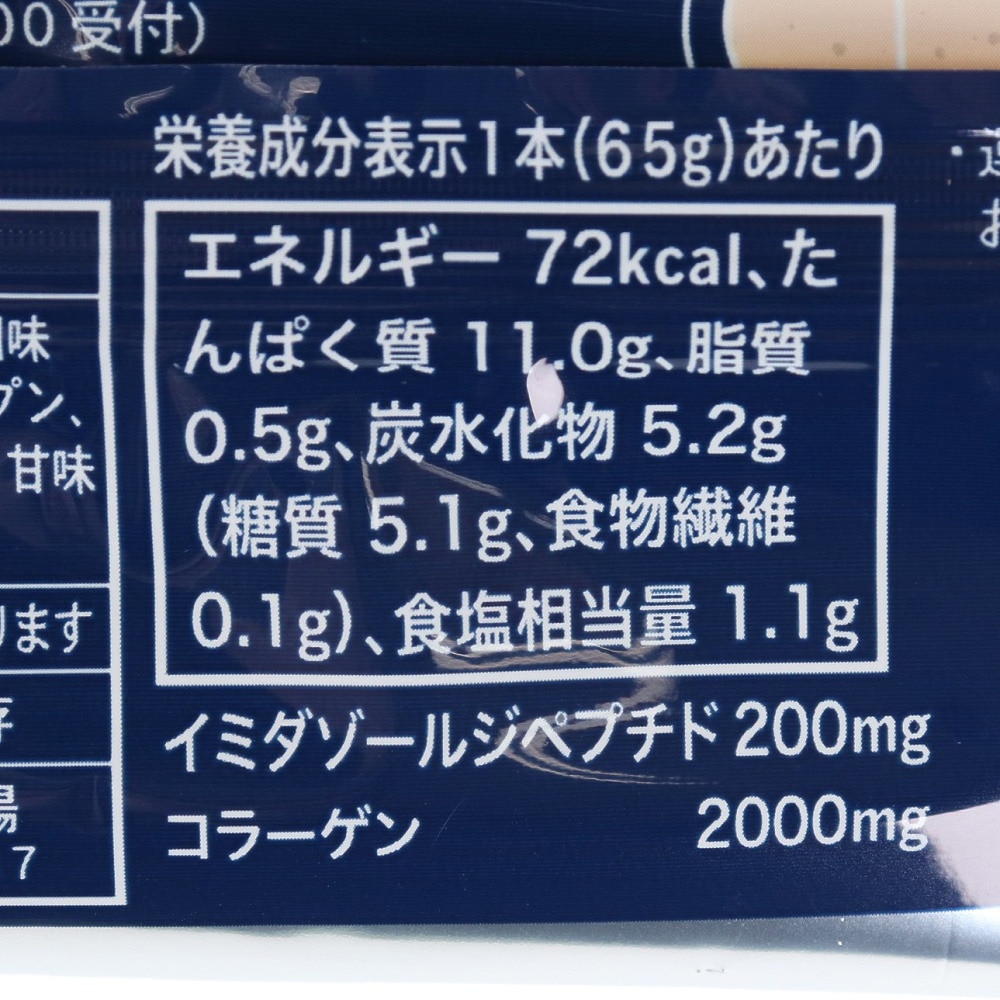 00受付)
栄養成分表示1本(65g)あたり
エネルギー 72kcal、た
んぱく質 11.0g、脂質
0.5g、炭水化物 5.2g
(糖質 5.1g、食物繊維
0.1g)、食塩相当量 1.1g
イミダゾールジペプチド 200mg
コラーゲン 2000mg
味
プン、
甘味
ります
存
7
お